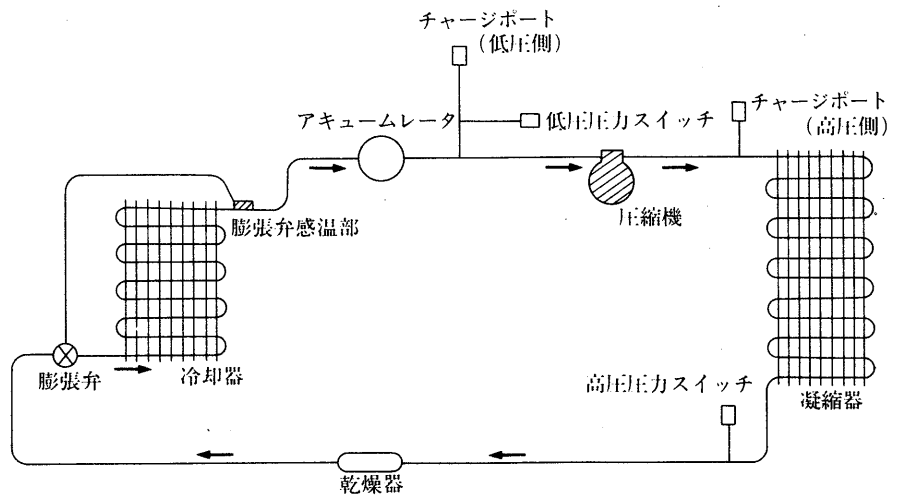 チャージポート
(低圧側)
アキュームレータ
低圧圧力スイッチ
チャージポート
(高圧側)
圧縮機
膨張弁感温部
膨張弁
冷却器
高圧圧力スイッチ
凝縮器
乾燥器